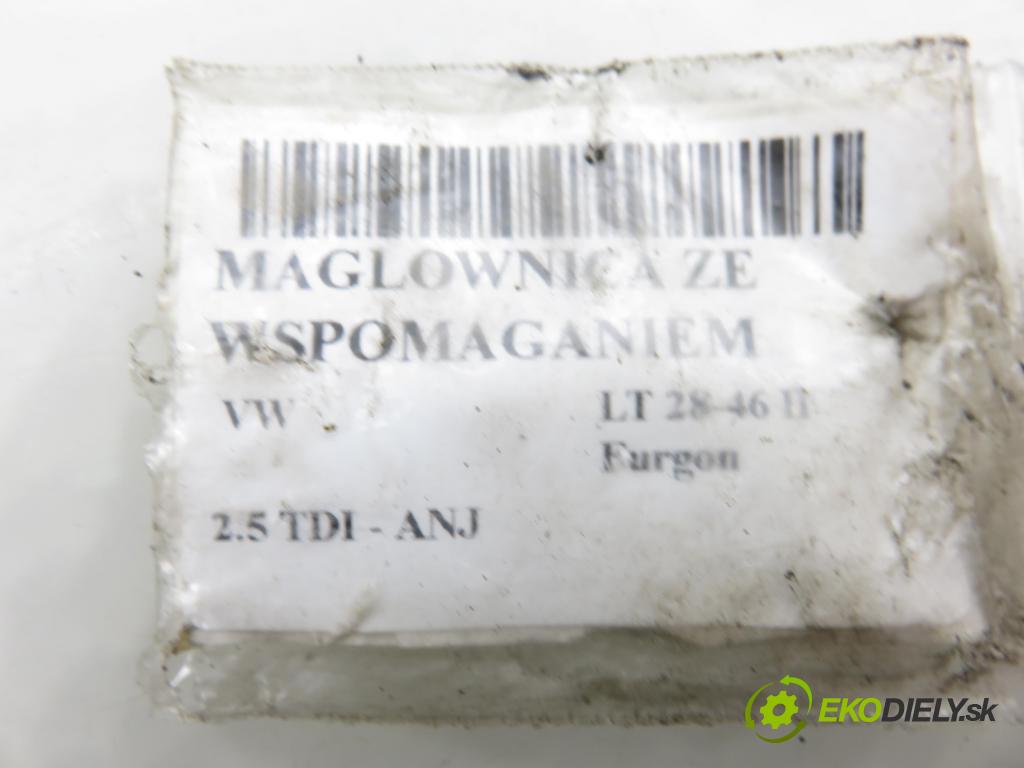 MAGLOWNICA ZE
WSPOMAGANIEM
VW LT 28-46 II
Furgon
2.5 TDI - ANJ
EKODIELY.sk